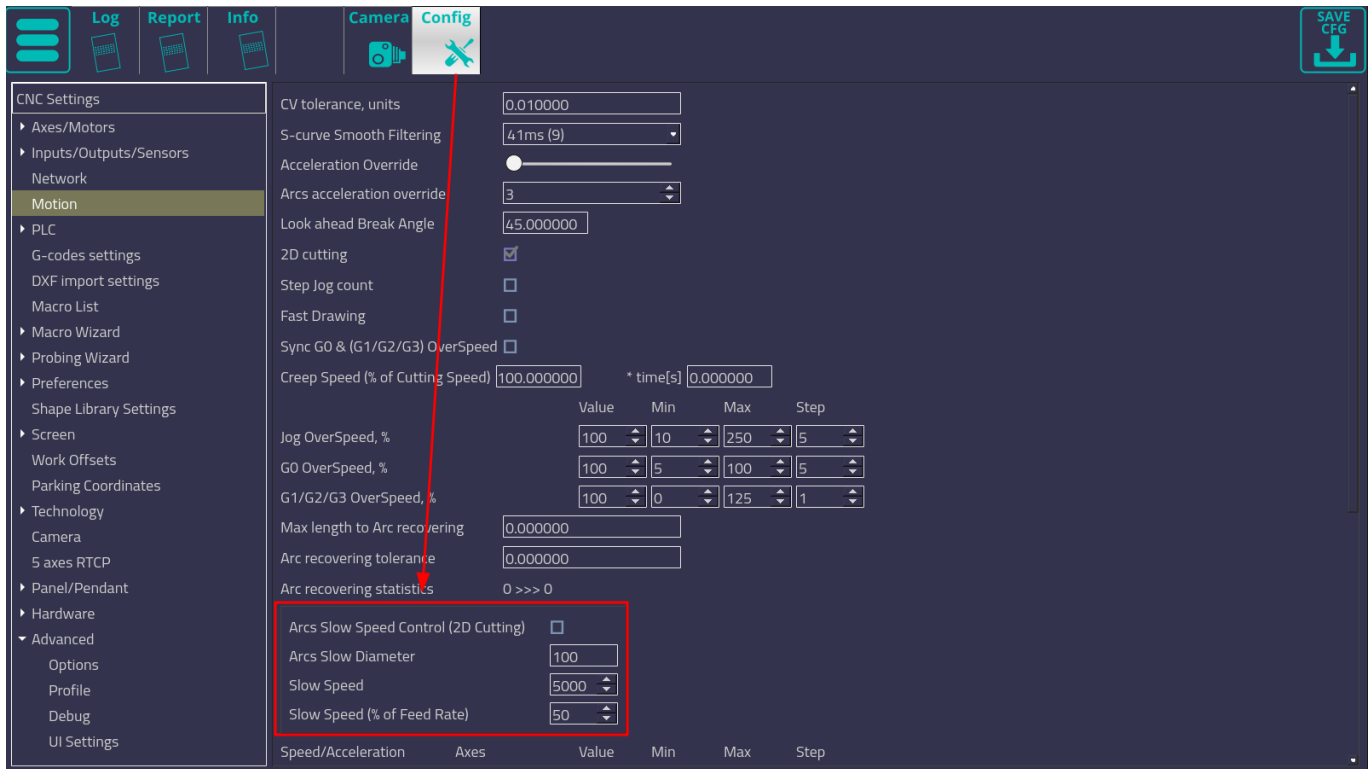 Log Report Info Camera Config SAVE
CFG
CNC Settings
Axes/Motors
Inputs/Outputs/Sensors
Network
Motion
PLC
G-codes settings
DXF import settings
Macro List
Macro Wizard
Probing Wizard
Preferences
Shape Library Settings
Screen
Work Offsets
Parking Coordinates
Technology
Camera
5 axes RTCP
Panel/Pendant
Hardware
Advanced
Options
Profile
Debug
UI Settings
CV tolerance, units 0.010000
S-curve Smooth Filtering 41ms (9)
Acceleration Override
Arcs acceleration override 3
Look ahead Break Angle 45.000000
2D cutting
Step Jog count
Fast Drawing
Sync G0 & (G1/G2/G3) OverSpeed
Creep Speed (% of Cutting Speed) 100.000000 * time[s] 0.000000
Value Min Max Step
Jog OverSpeed, % 100 10 250 5
G0 OverSpeed, % 100 5 100 5
G1/G2/G3 OverSpeed, % 100 0 125 1
Max length to Arc recovering 0.000000
Arc recovering tolerance 0.000000
Arc recovering statistics 0 >>> 0
Arcs Slow Speed Control (2D Cutting)
Arcs Slow Diameter 100
Slow Speed 5000
Slow Speed (% of Feed Rate) 50
Speed/Acceleration Axes Value Min Max Step